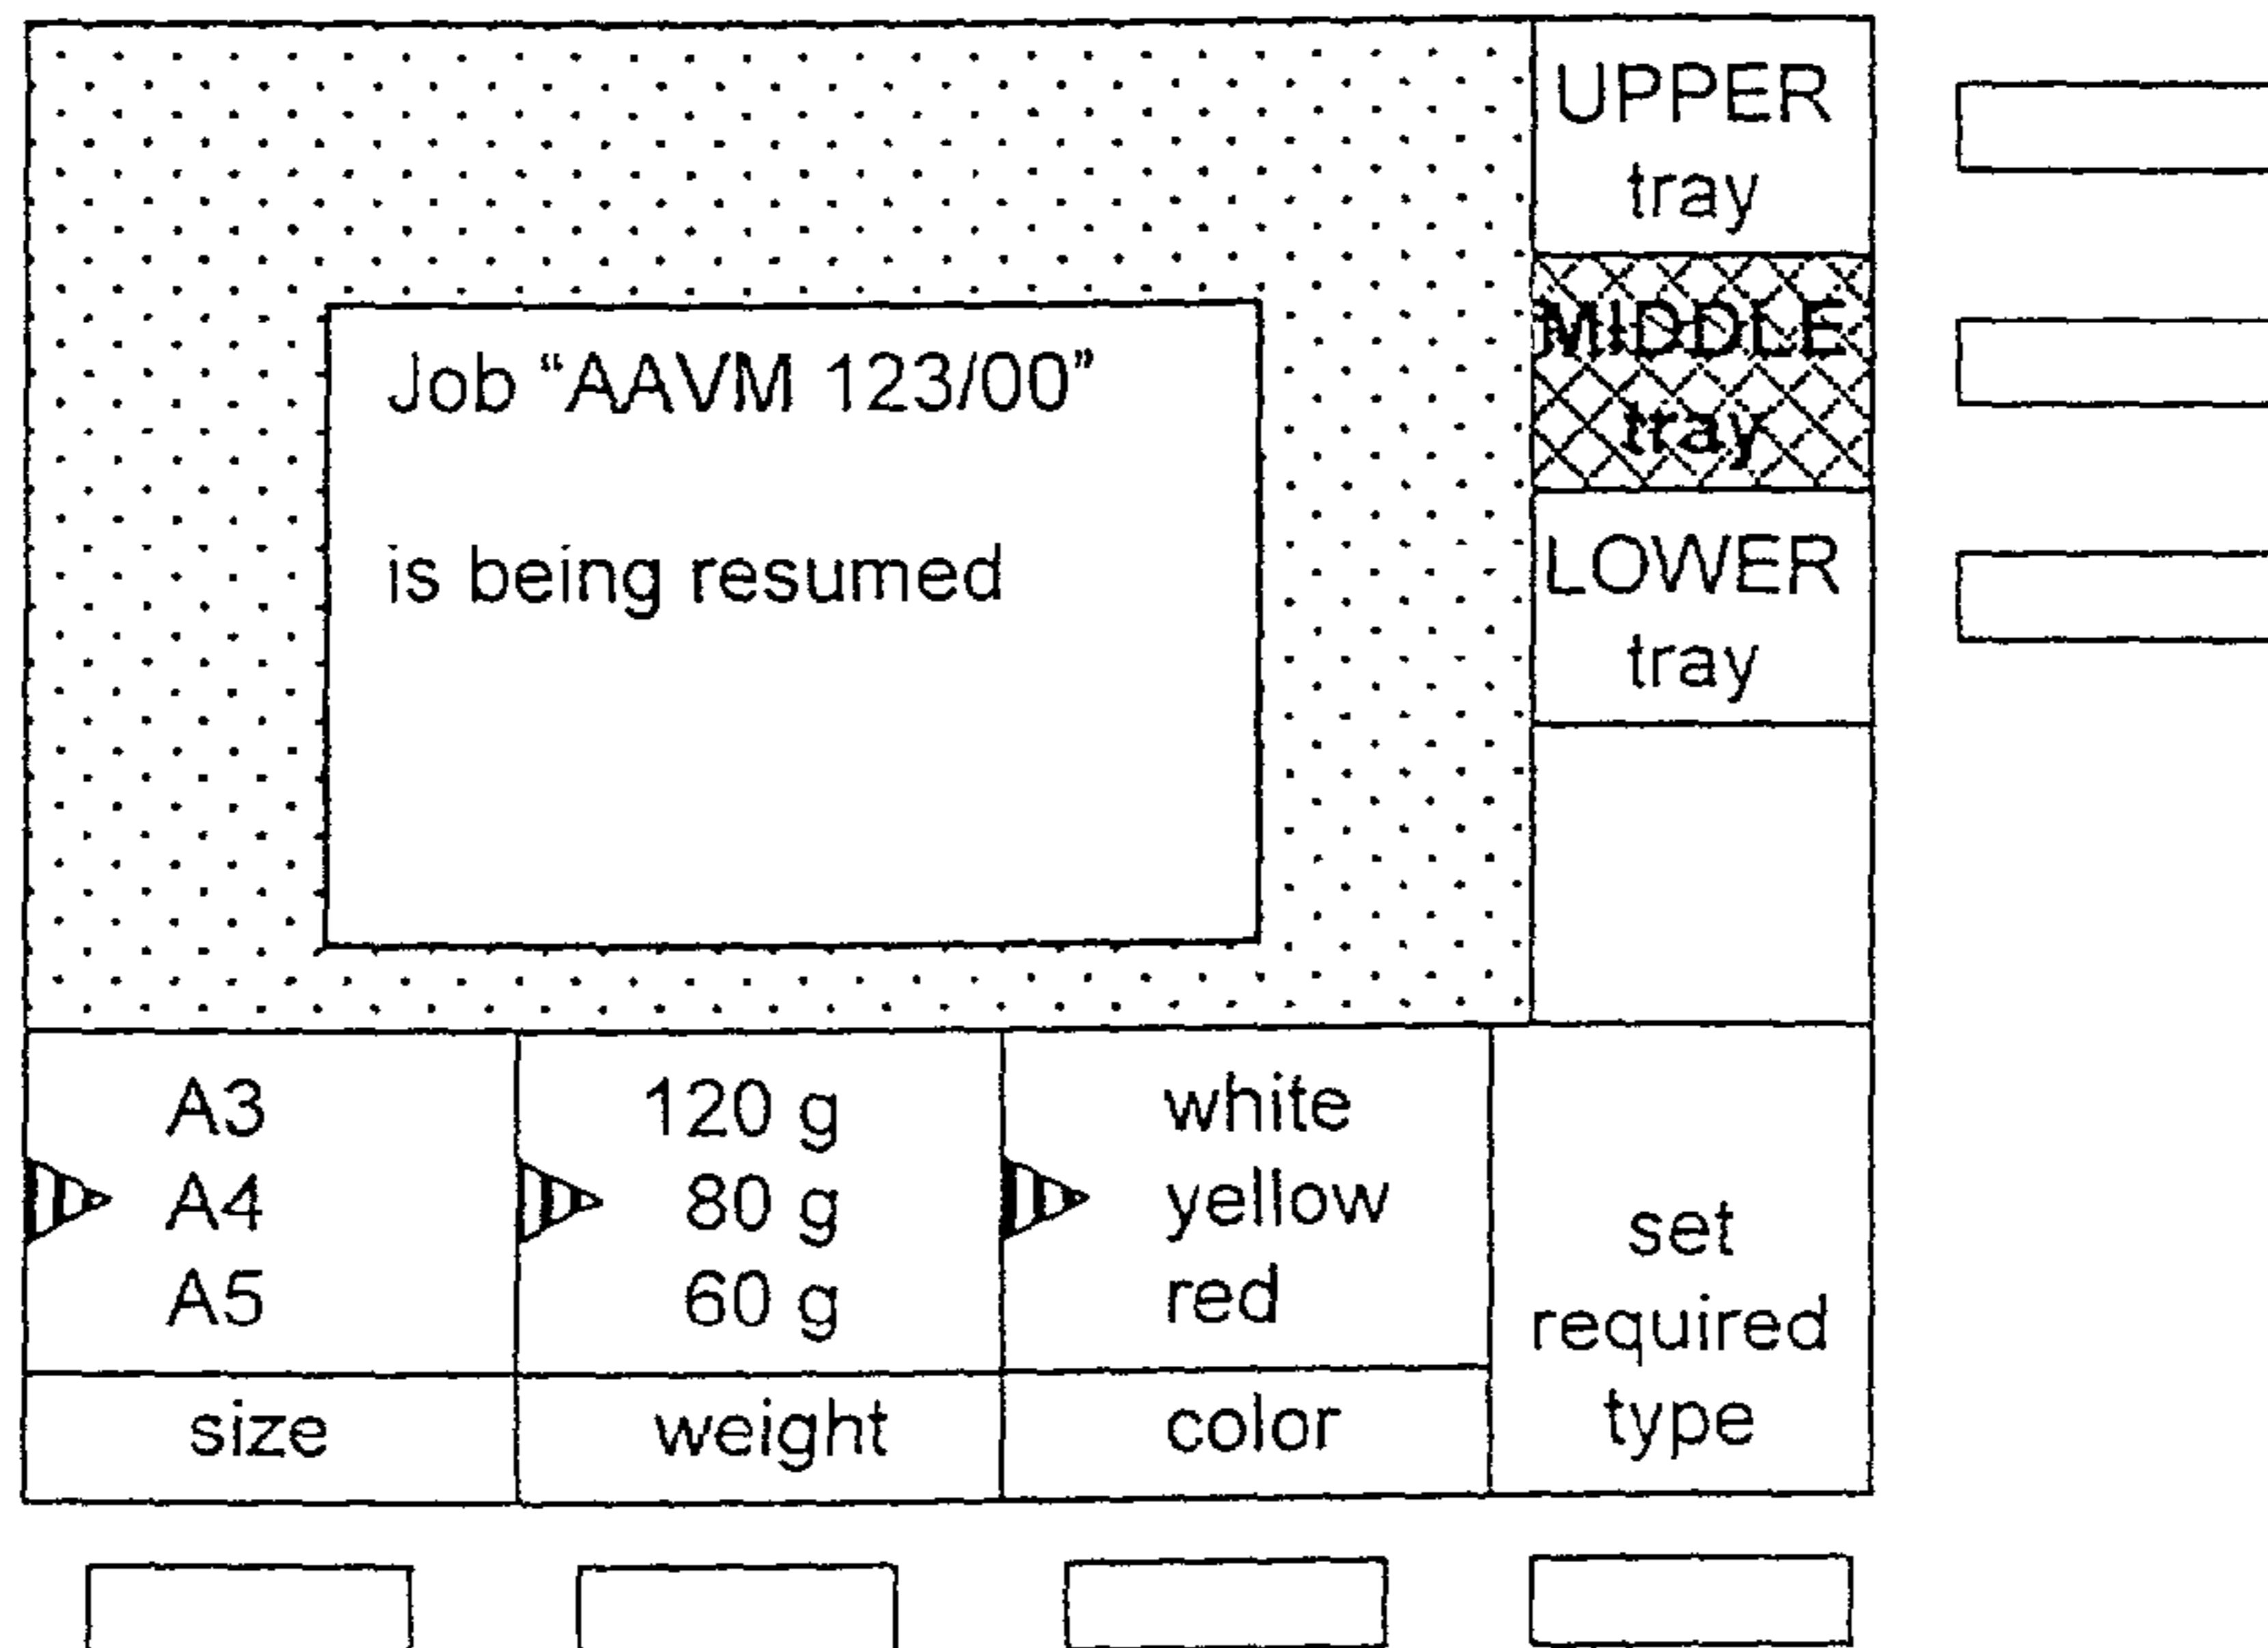 UPPER
tray
MIDDLE
tray
LOWER
tray
Job “AAVM 123/00”
is being resumed
A3
A4
A5
size
120 g
80 g
60 g
weight
white
yellow
red
color
set
required
type